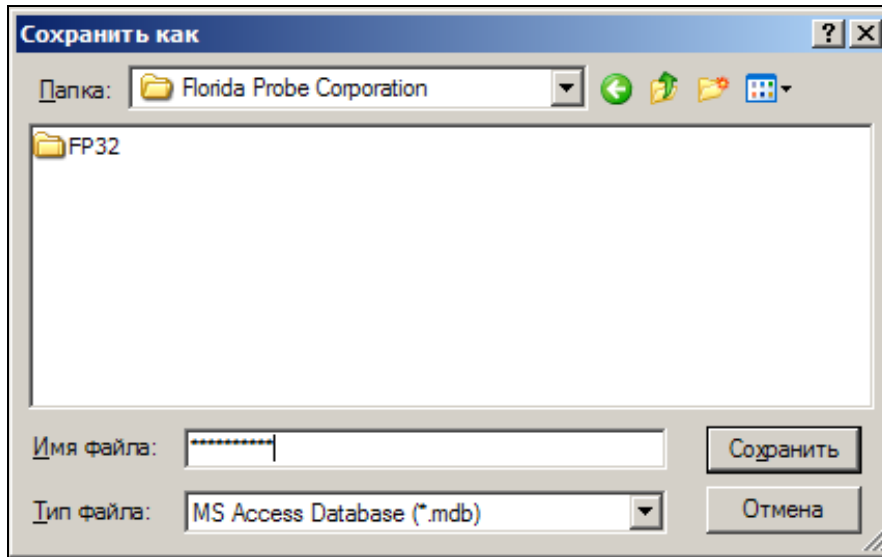 Сохранить как
Папка: Florida Probe Corporation
FP32
Имя файла: **********
Сохранить
Тип файла: MS Access Database (*.mdb)
Отмена